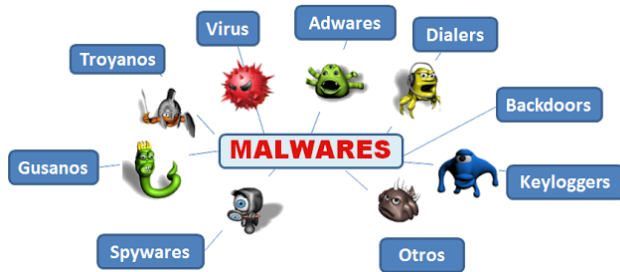 Virus
Adwares
Dialers
Troyanos
Backdoors
MALWARES
Gusanos
Keyloggers
Spywares
Otros